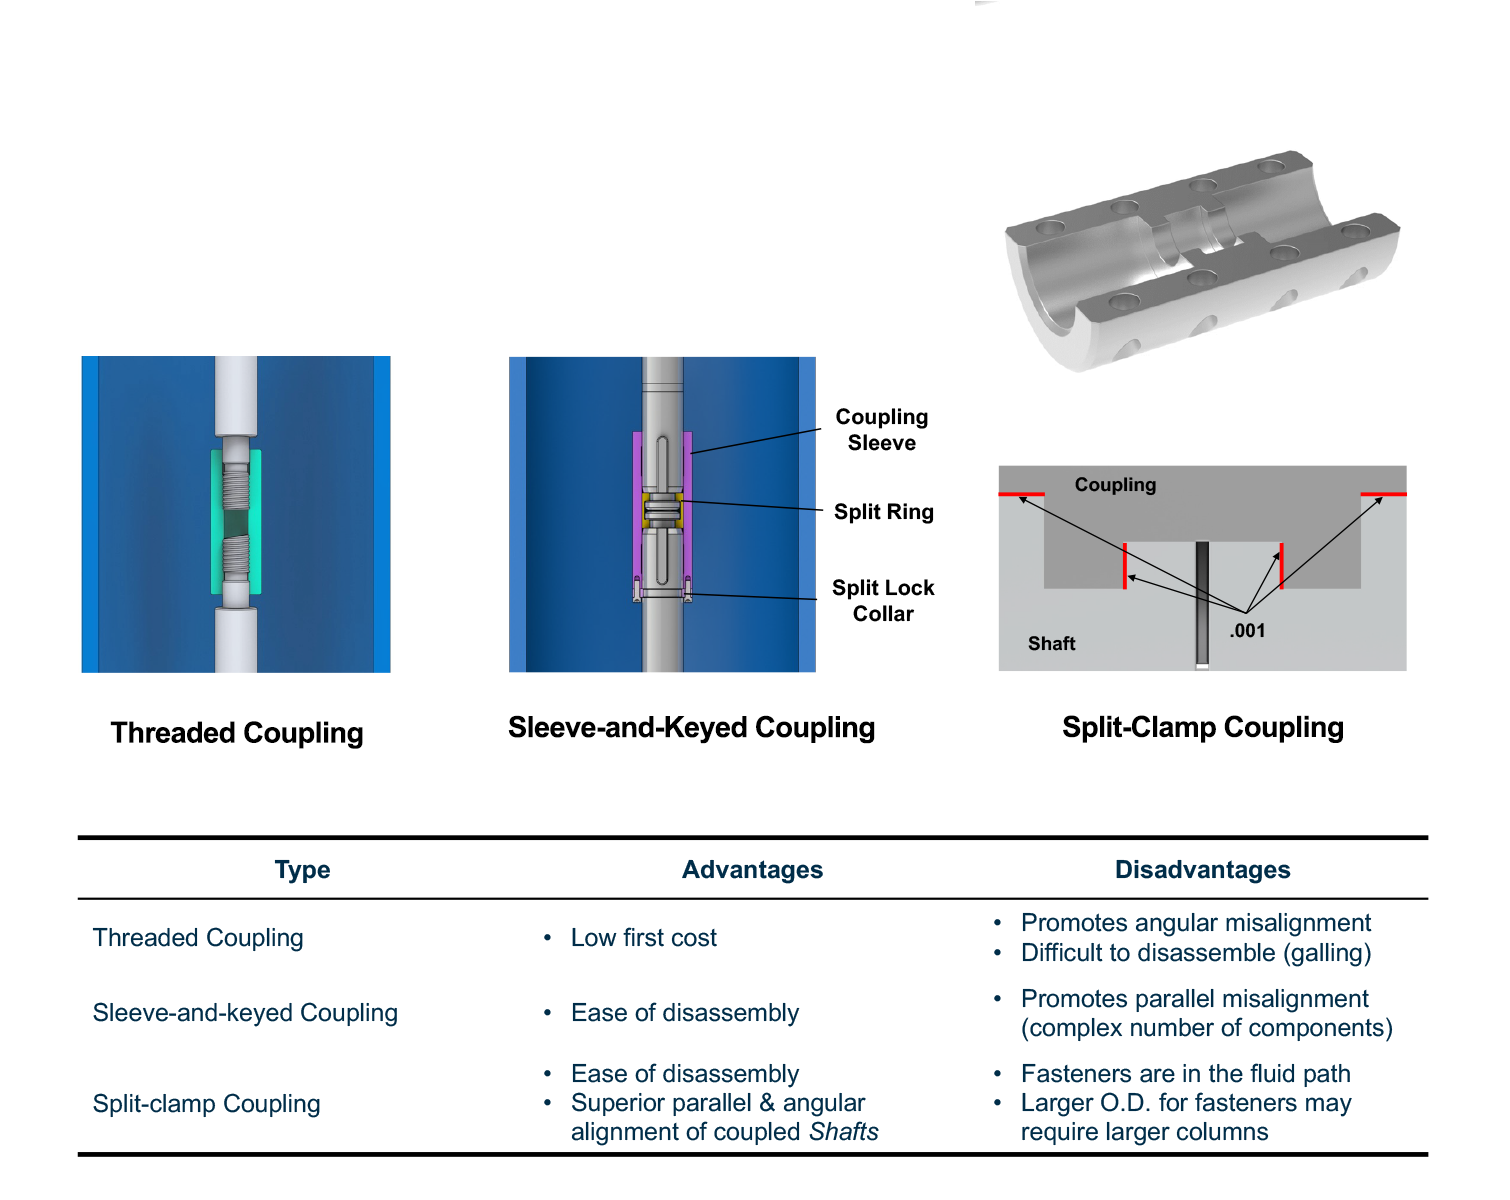 Coupling
Sleeve
Split Ring
Split Lock
Collar
Coupling
Shaft
.001
Threaded Coupling
Sleeve-and-Keyed Coupling
Split-Clamp Coupling
Type Advantages Disadvantages
Threaded Coupling
• Low first cost
• Promotes angular misalignment
• Difficult to disassemble (galling)
Sleeve-and-keyed Coupling
• Ease of disassembly
• Promotes parallel misalignment
(complex number of components)
Split-clamp Coupling
• Ease of disassembly
• Superior parallel & angular
alignment of coupled Shafts
• Fasteners are in the fluid path
• Larger O.D. for fasteners may
require larger columns